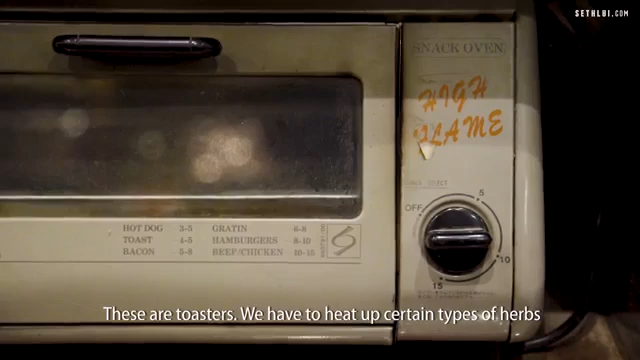 SETHLUI.COM
SNACK OVEN
HIGH
FLAME
OFF
5
10
15
HOT DOG 3-5 GRATIN 6-8
TOAST 4-5 HAMBURGERS 8-10
BACON 5-8 BEEF/CHICKEN 10-15
These are toasters. We have to heat up certain types of herbs